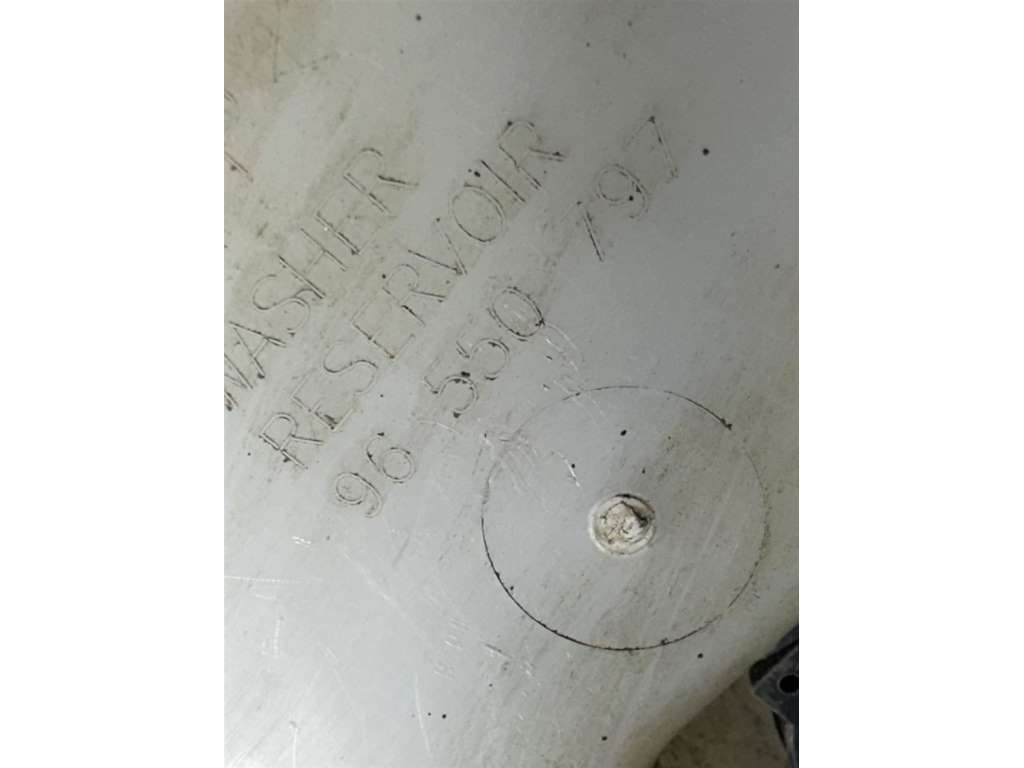 WASHER
RESERVOIR
96 550 797